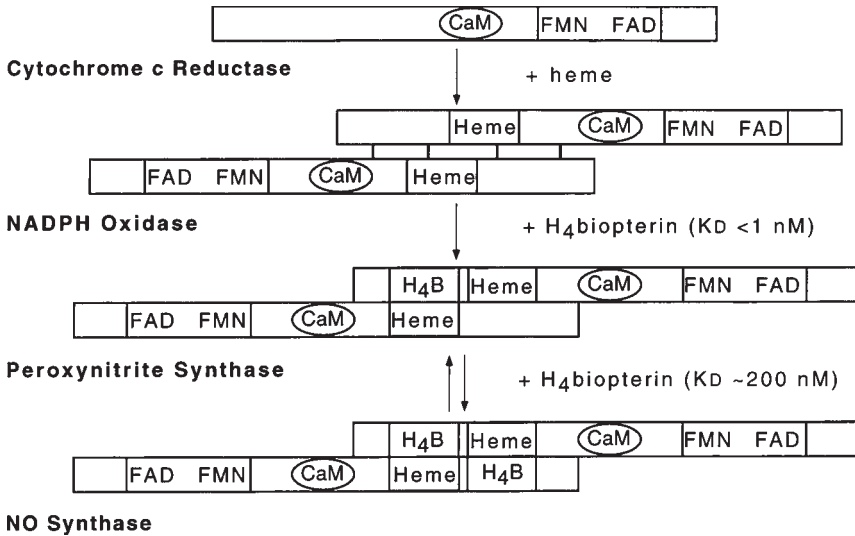 CaM FMN FAD
Cytochrome c Reductase
+ heme
Heme CaM FMN FAD
FAD FMN CaM Heme
NADPH Oxidase
+ H4biopterin (KD <1 nM)
H4B Heme CaM FMN FAD
FAD FMN CaM Heme
Peroxynitrite Synthase
+ H4biopterin (KD ~200 nM)
H4B Heme CaM FMN FAD
FAD FMN CaM Heme H4B
NO Synthase